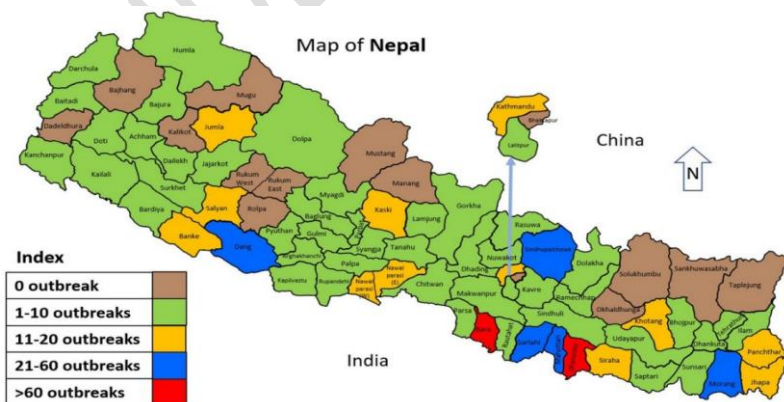 Map of Nepal
Humla
Darchula
Bajhang
Mugu
Baitadi
Bajura
Kathmandu
Dadeldhura
Kalikot
Jumla
Dolpa
Lalitpur
China
Doti
Achham
Kanchanpur
Dailekh
Jajarkot
Mustang
N
Kailali
Rukum West
Rukum East
Manang
Surkhet
Myagdi
Gorkha
Bardiya
Salyan
Rolpa
Baglung
Kaski
Lamjung
Rasuwa
Banke
Pyuthan
Gulmi
Dang
Syangja
Tanahu
Nuwakot
Dolakha
Solukhumbu
Sankhuwasabha
Taplejung
Palpa
Dhading
Kapilvastu
Rupandehi
Nawal parasi (E)
Chitwan
Kavre
Ramechhap
Makwanpur
Okhaldhunga
Khotang
Bhojpur
Ilam
Parsa
Sindhuli
Udayapur
Dhankuta
Panchthar
Bara
Rautahat
Sarlahi
Siraha
Saptari
Sunsari
Morang
Jhapa
India
Index
0 outbreak
1-10 outbreaks
11-20 outbreaks
21-60 outbreaks
>60 outbreaks